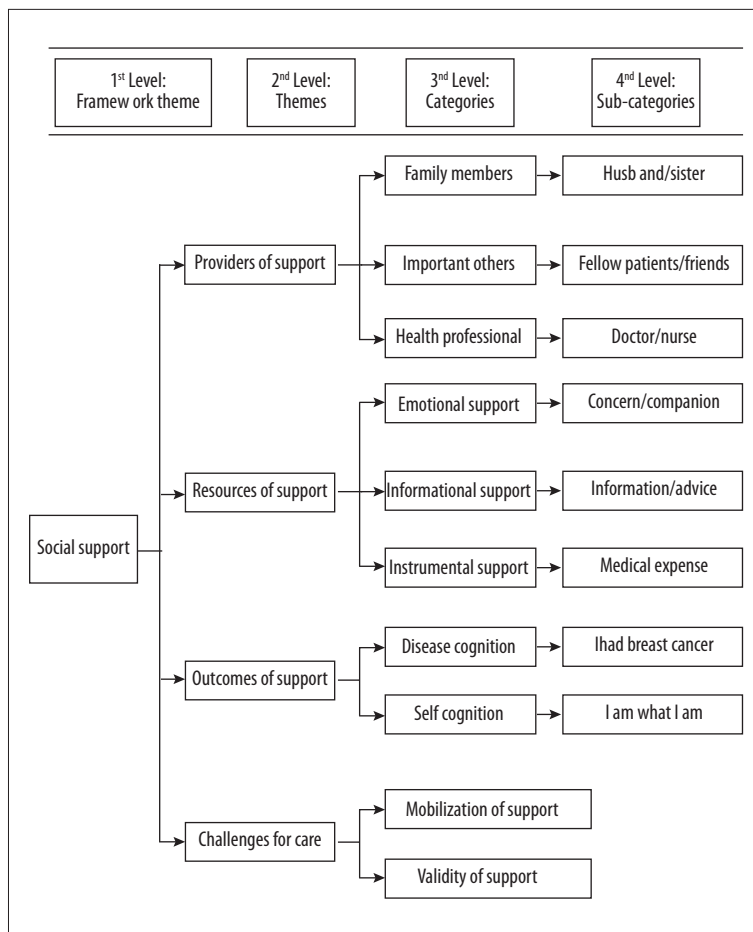 1st Level:
Framew ork theme
2nd Level:
Themes
3nd Level:
Categories
4nd Level:
Sub-categories
Family members
Husb and/sister
Providers of support
Important others
Fellow patients/friends
Health professional
Doctor/nurse
Emotional support
Concern/companion
Resources of support
Informational support
Information/advice
Social support
Instrumental support
Medical expense
Disease cognition
Ihad breast cancer
Outcomes of support
Self cognition
I am what I am
Mobilization of support
Challenges for care
Validity of support